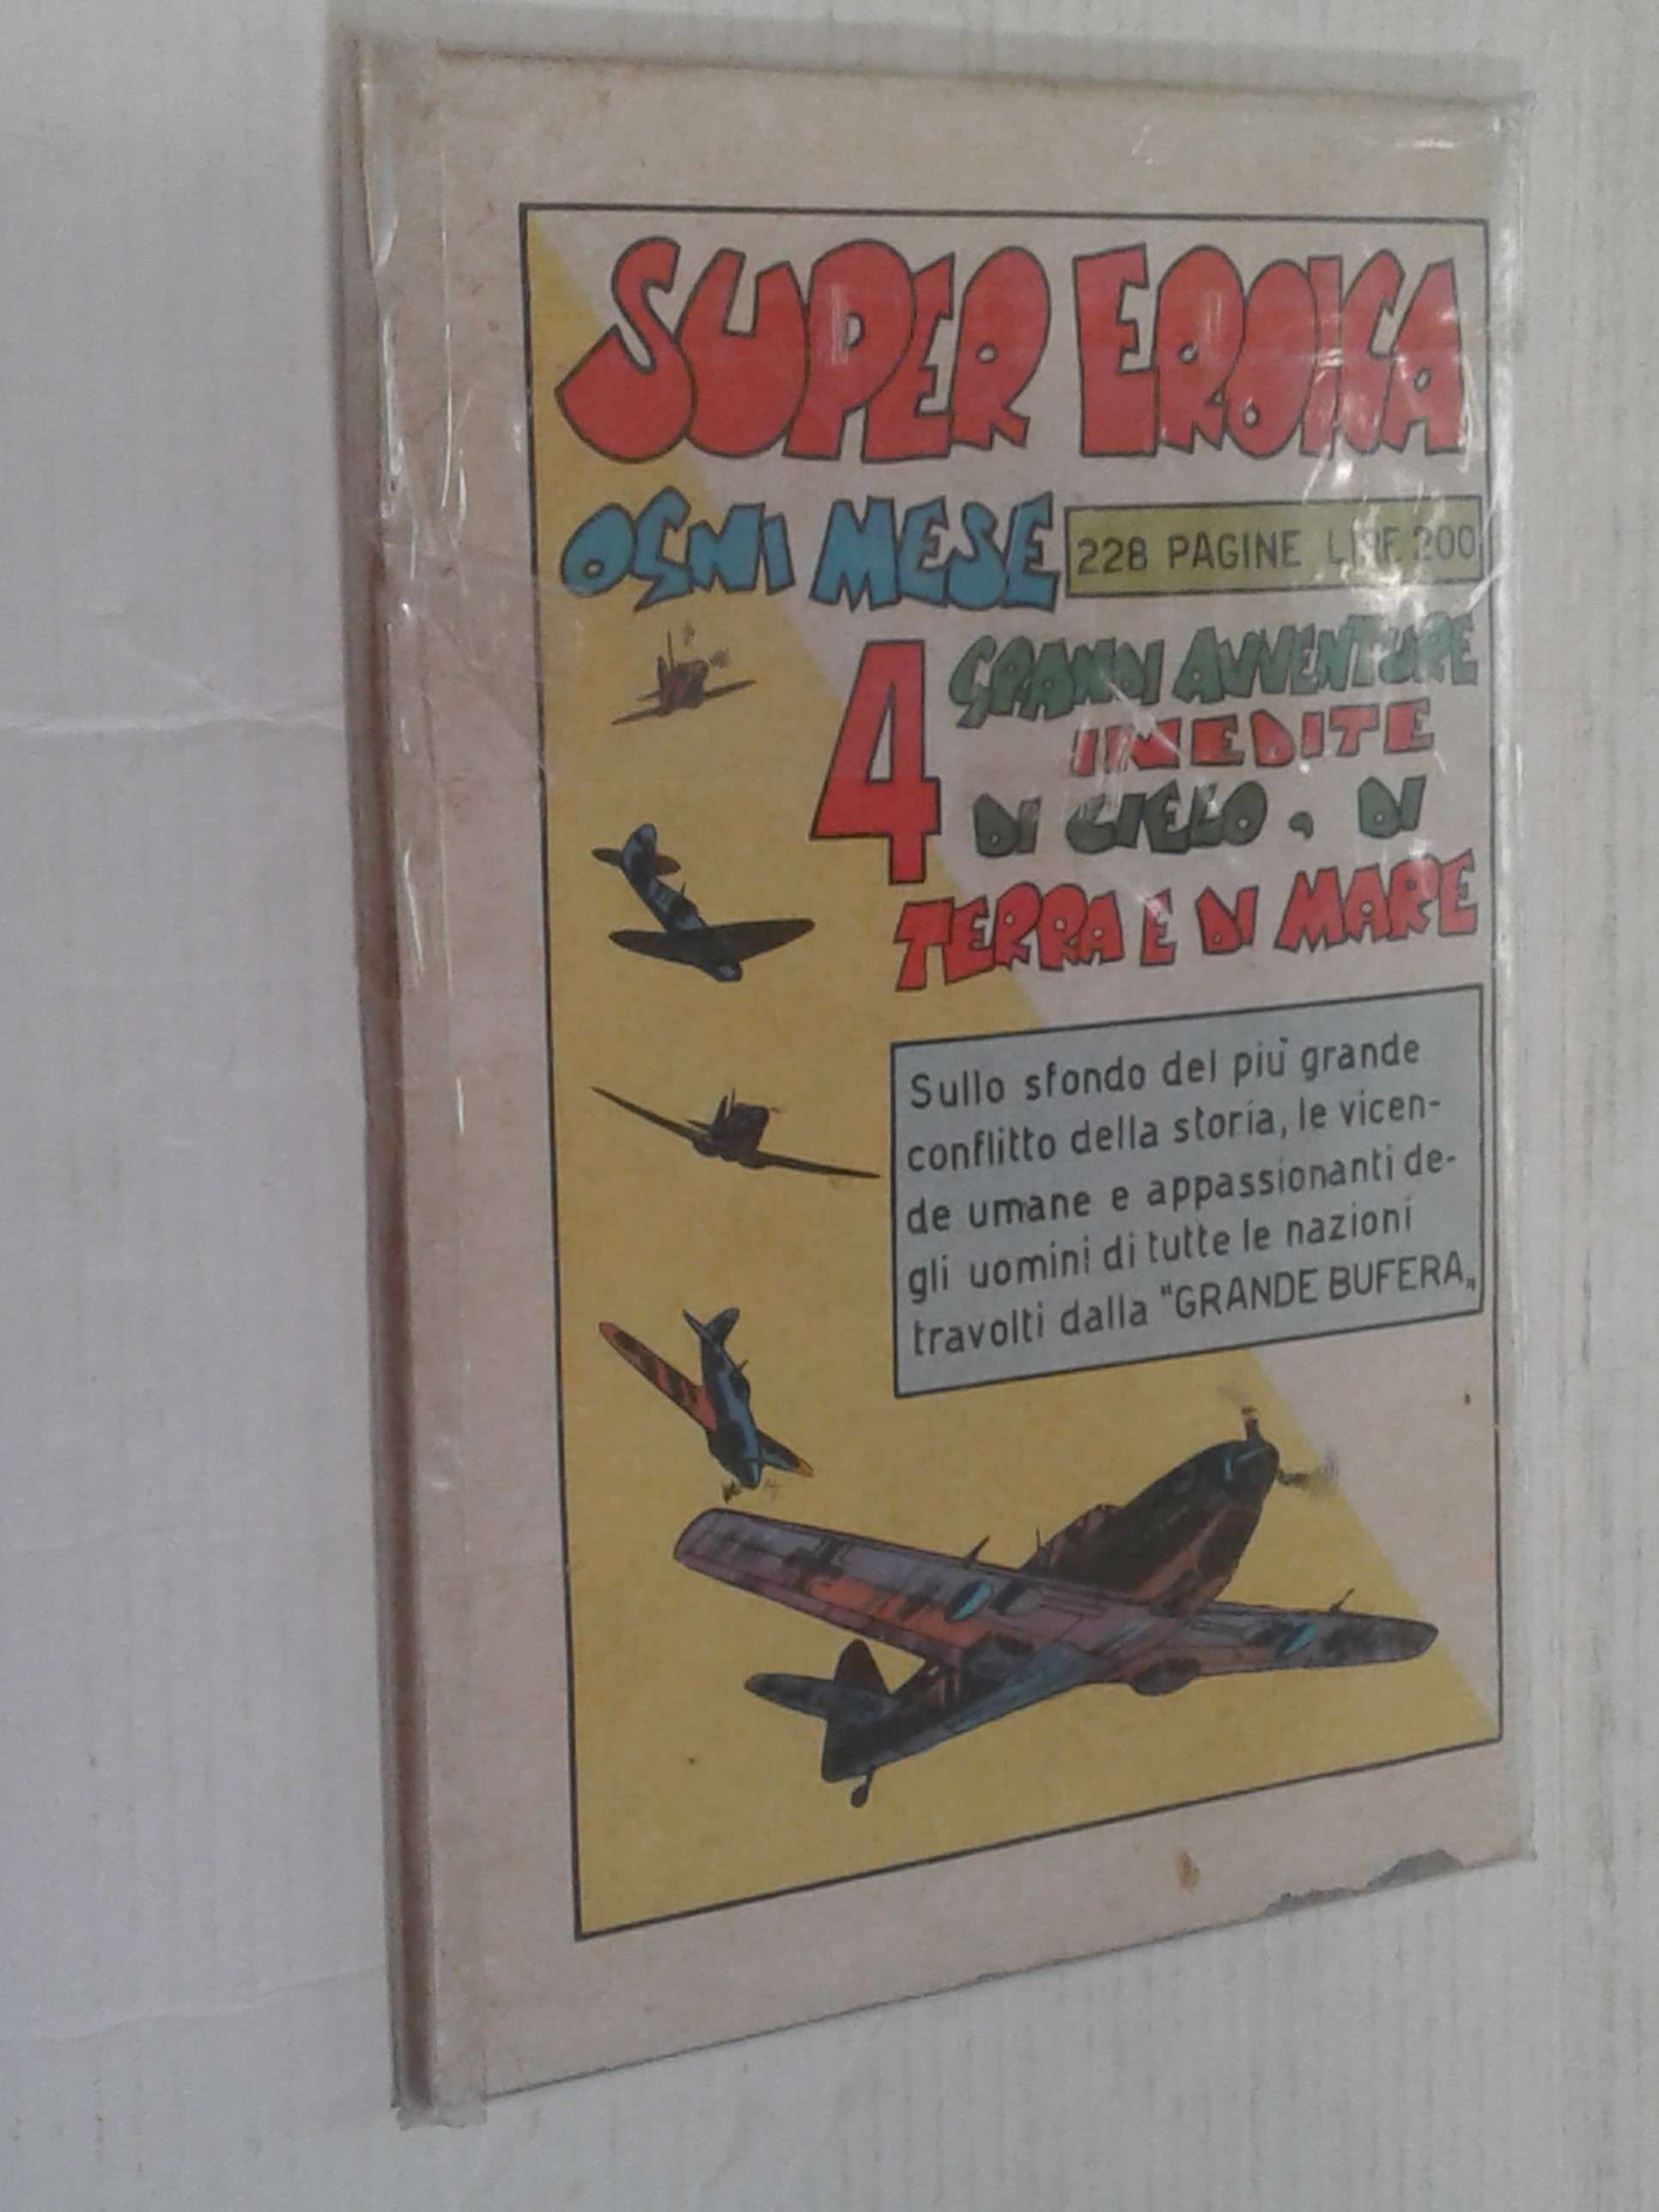 SUPER EROICA
OGNI MESE
228 PAGINE LIRE 200
4 GRANDI AVVENTURE
INEDITE
DI CIELO, DI
TERRA E DI MARE
Sullo sfondo del più grande
conflitto della storia, le vicen-
de umane e appassionanti de-
gli uomini di tutte le nazioni
travolti dalla "GRANDE BUFERA„